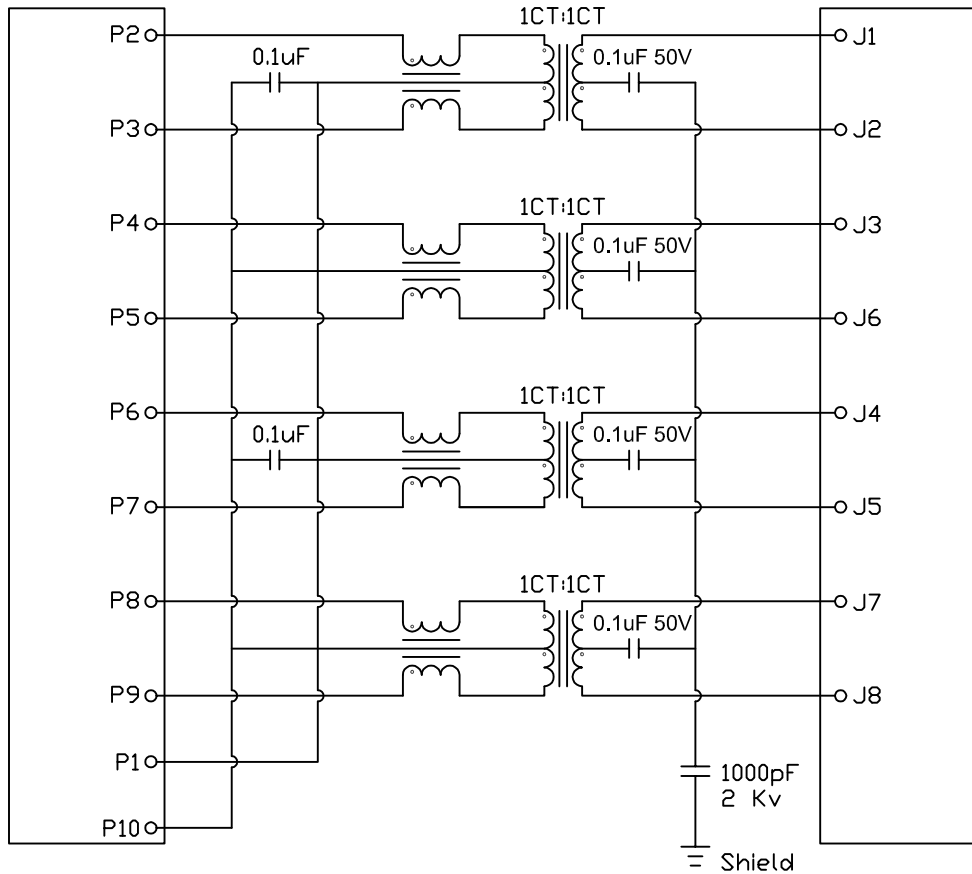 1CT:1CT
P2
J1
0.1uF
0.1uF 50V
P3
J2
1CT:1CT
P4
J3
0.1uF 50V
P5
J6
1CT:1CT
P6
J4
0.1uF
0.1uF 50V
P7
J5
1CT:1CT
P8
J7
0.1uF 50V
P9
J8
P1
1000pF
2 Kv
P10
Shield